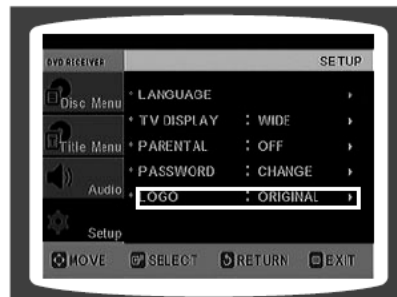 DVD RECEIVER SETUP
Disc Menu
LANGUAGE
TV DISPLAY : WIDE
Title Menu
PARENTAL : OFF
PASSWORD : CHANGE
Audio
LOGO : ORIGINAL
Setup
MOVE SELECT RETURN EXIT